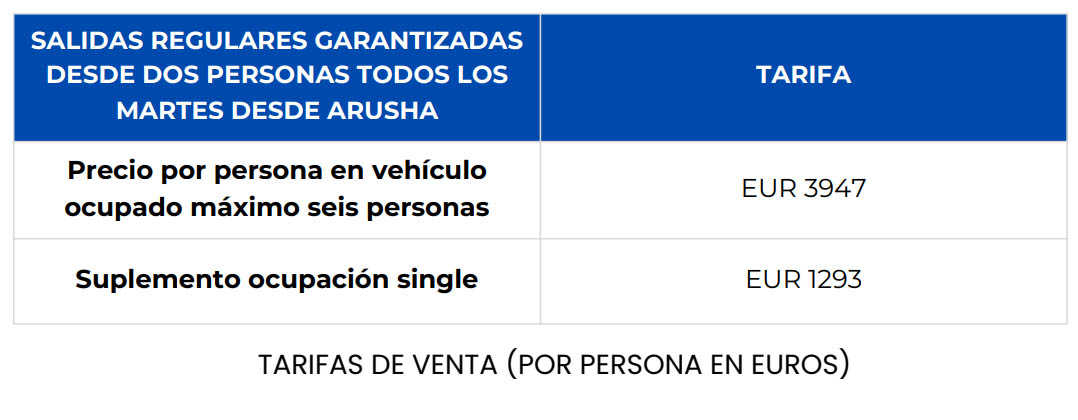 SALIDAS REGULARES GARANTIZADAS
DESDE DOS PERSONAS TODOS LOS
MARTES DESDE ARUSHA
TARIFA
Precio por persona en vehículo
ocupado máximo seis personas
EUR 3947
Suplemento ocupación single
EUR 1293
TARIFAS DE VENTA (POR PERSONA EN EUROS)